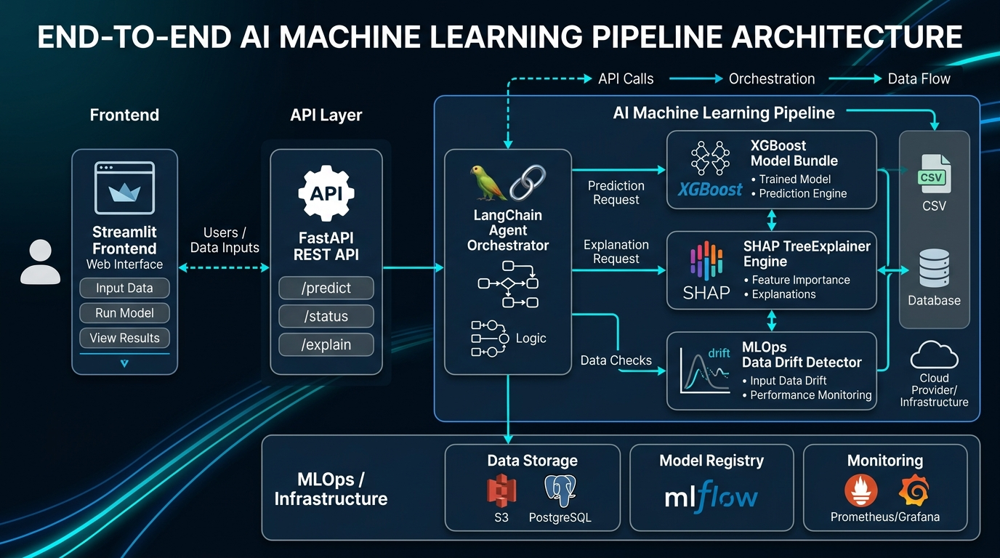 END-TO-END AI MACHINE LEARNING PIPELINE ARCHITECTURE
API Calls
Orchestration
Data Flow
Frontend
Streamlit
Frontend
Web Interface
Input Data
Run Model
View Results
Users /
Data Inputs
API Layer
API
FastAPI
REST API
/predict
/status
/explain
AI Machine Learning Pipeline
LangChain
Agent
Orchestrator
Logic
Prediction
Request
Explanation
Request
Data Checks
XGBoost
XGBoost
Model Bundle
• Trained Model
• Prediction Engine
SHAP
SHAP TreeExplainer
Engine
• Feature Importance
• Explanations
drift
MLOps
Data Drift Detector
• Input Data Drift
• Performance Monitoring
CSV
CSV
Database
Cloud
Provider/
Infrastructure
MLOps /
Infrastructure
Data Storage
S3
PostgreSQL
Model Registry
mlflow
Monitoring
Prometheus/Grafana